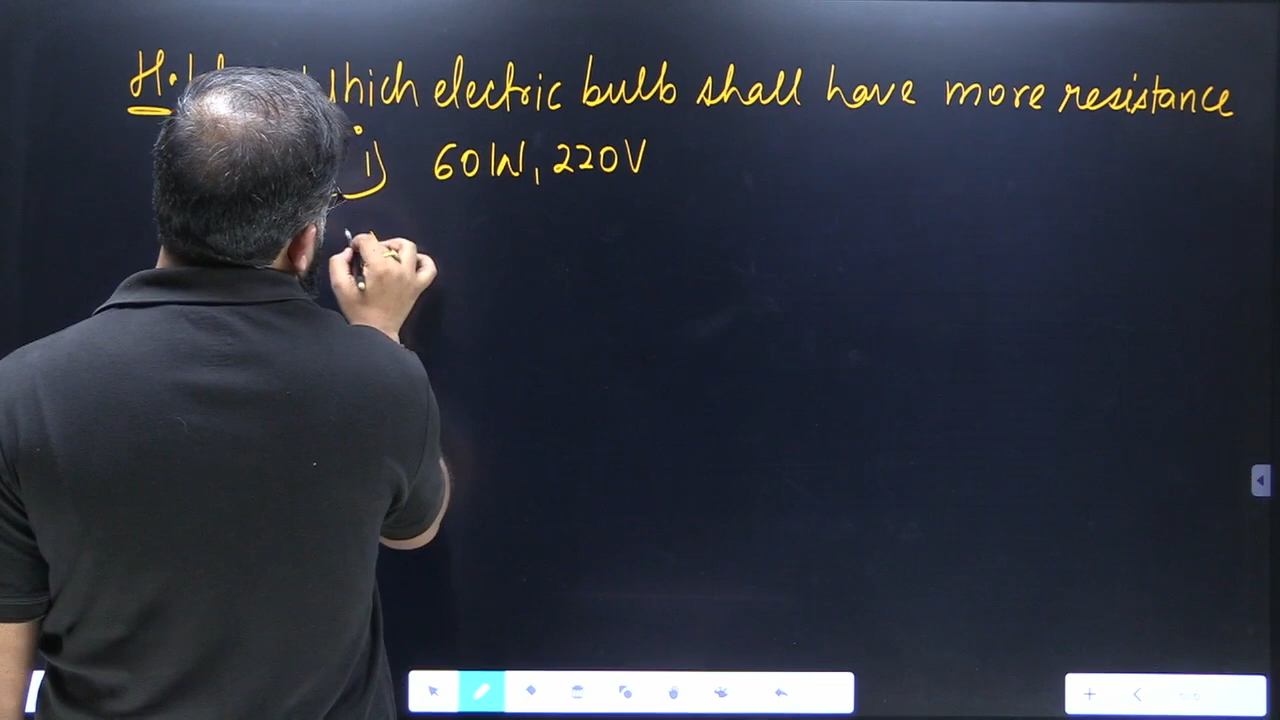 which electric bulb shall have more resistance
i) 60W, 220V